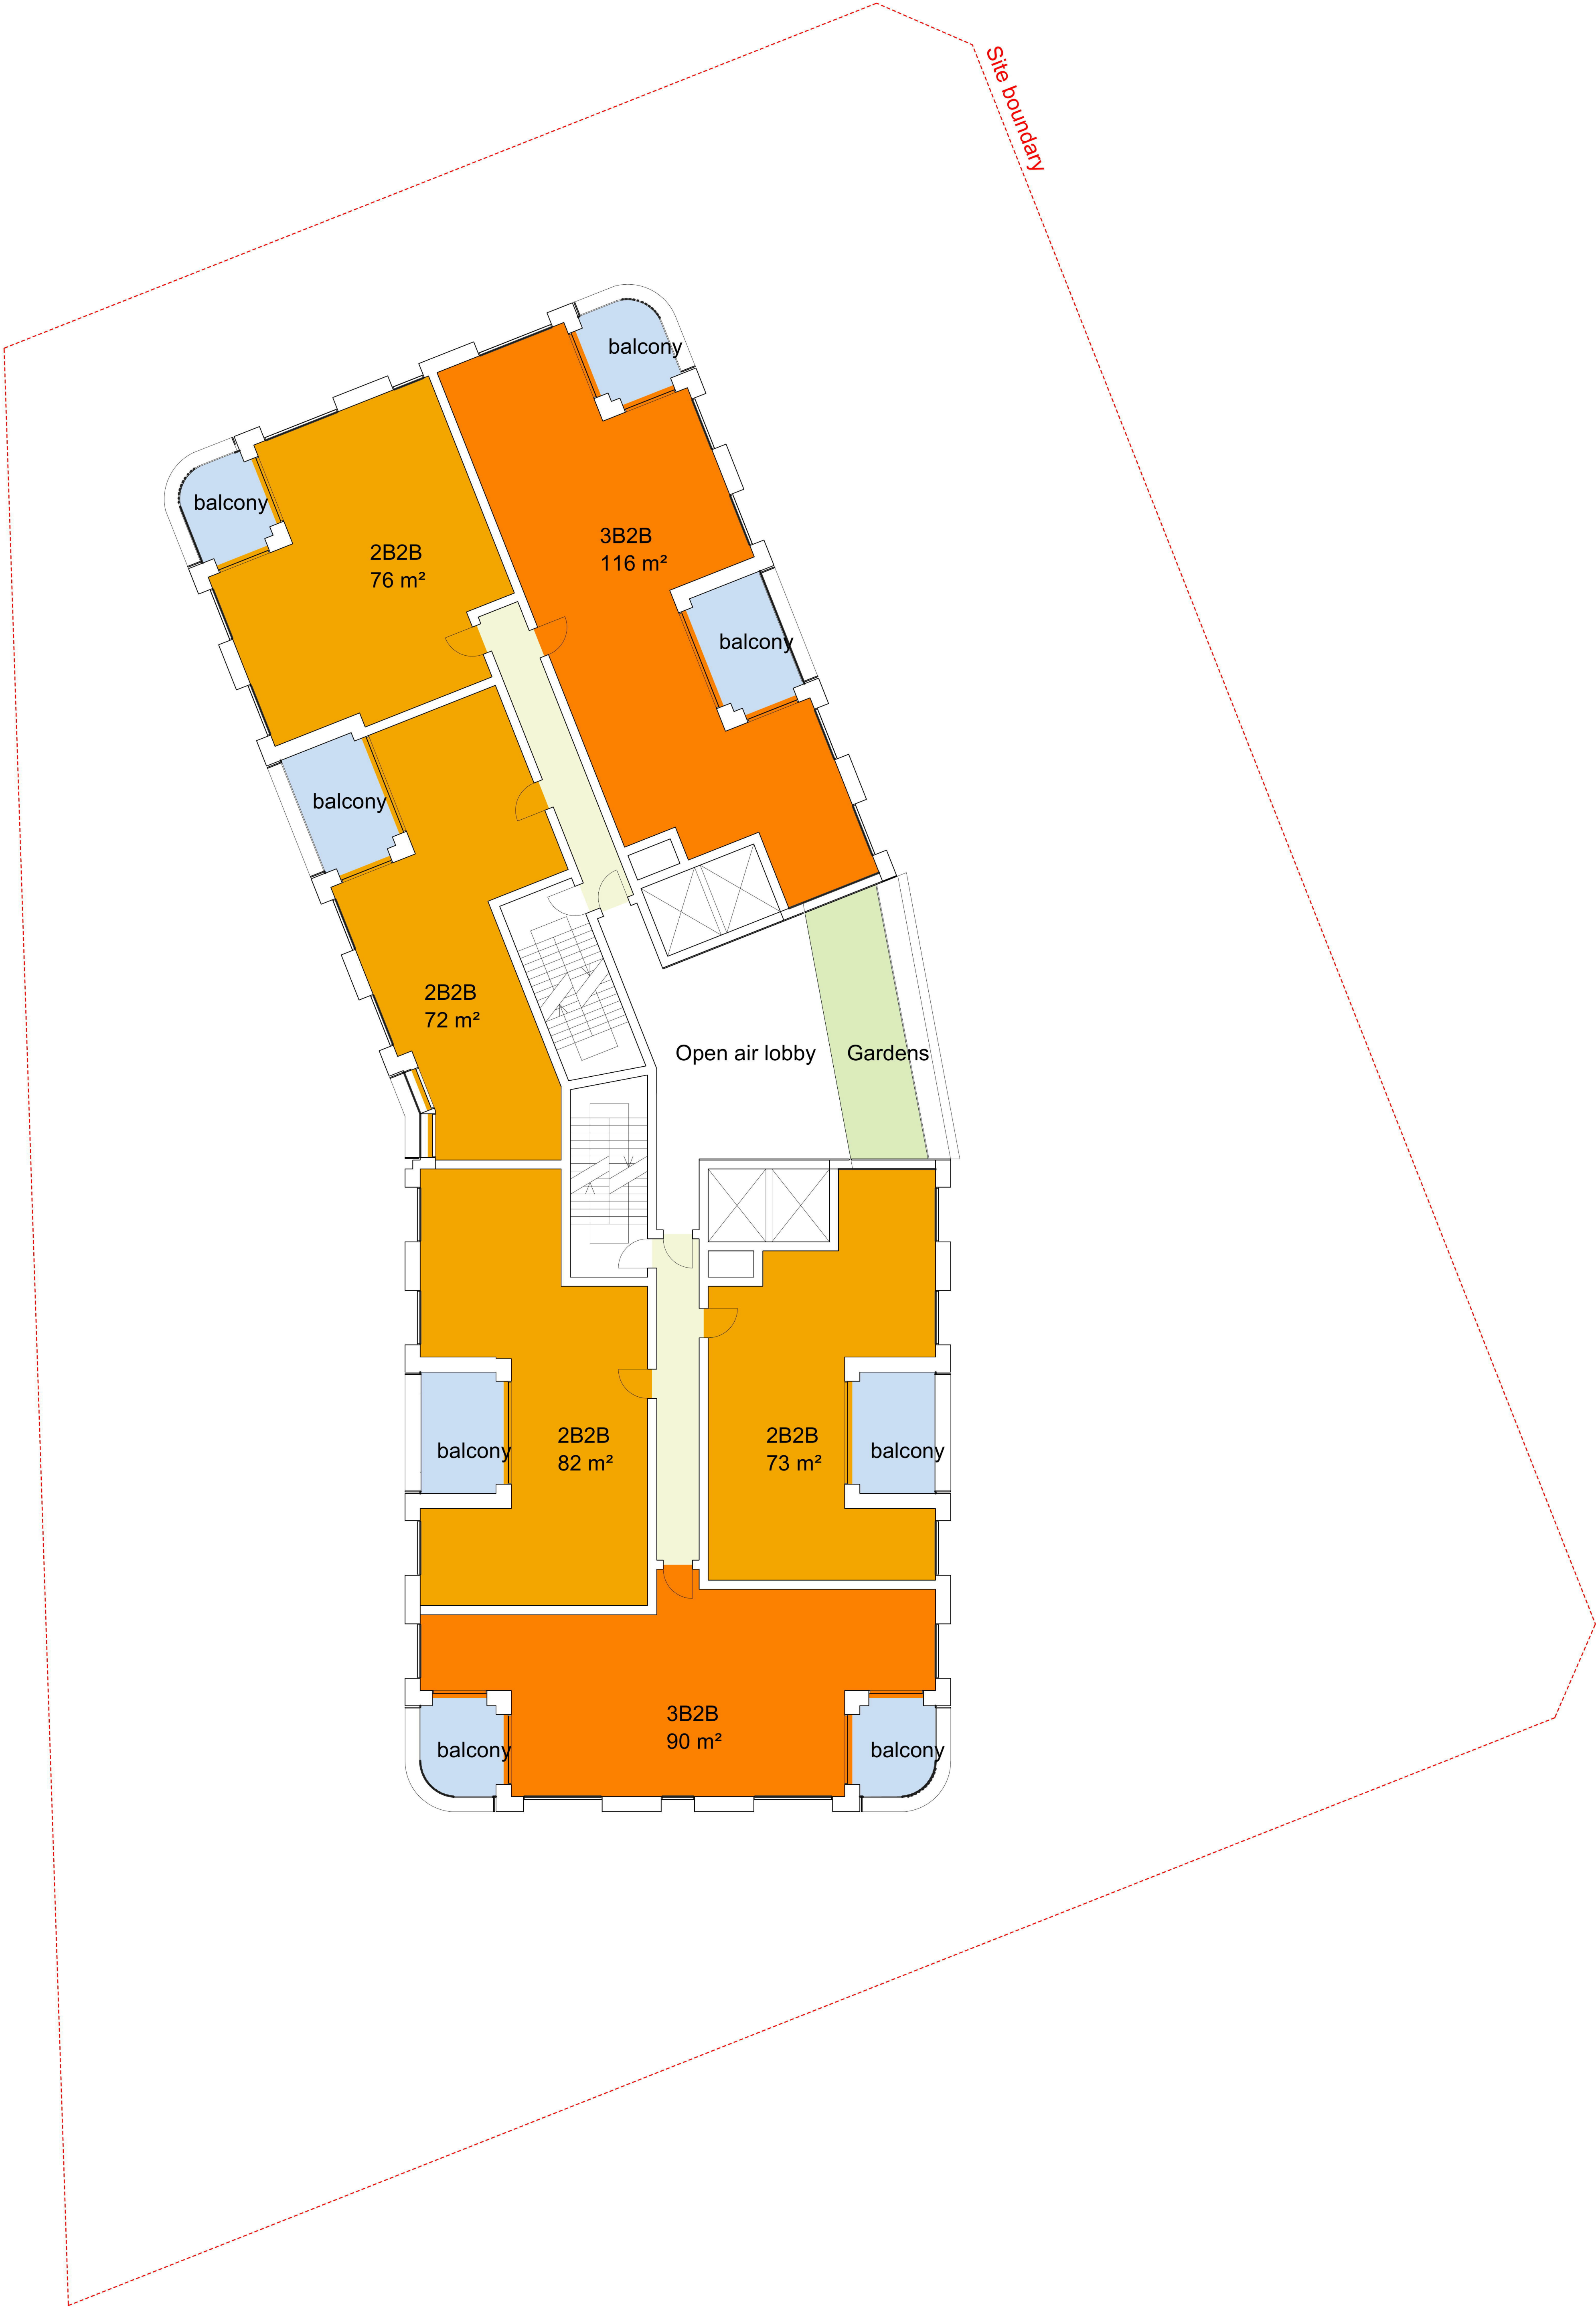 Site boundary
balcony
balcony
3B2B
116 m²
2B2B
76 m²
balcony
balcony
2B2B
72 m²
Open air lobby
Gardens
2B2B
82 m²
2B2B
73 m²
balcony
balcony
3B2B
90 m²
balcony
balcony